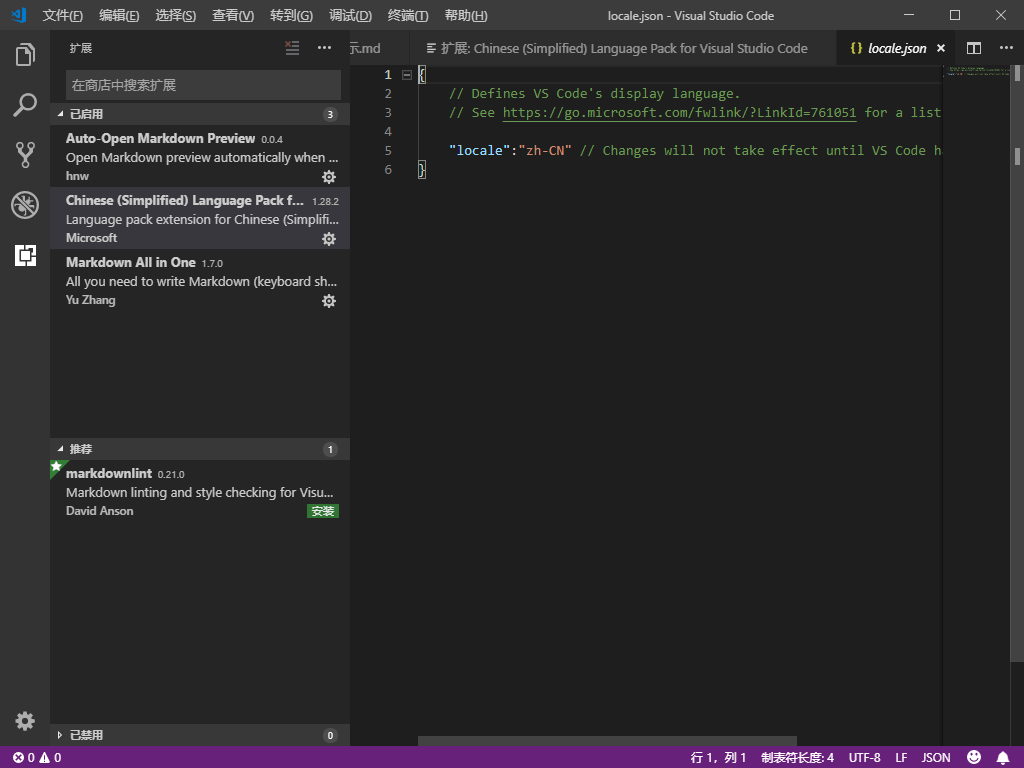 文件(F) 编辑(E) 选择(S) 查看(V) 转到(G) 调试(D) 终端(T) 帮助(H) locale.json - Visual Studio Code
扩展
示.md
扩展: Chinese (Simplified) Language Pack for Visual Studio Code
{} locale.json
在商店中搜索扩展
已启用 3
Auto-Open Markdown Preview 0.0.4
Open Markdown preview automatically when ...
hnw
Chinese (Simplified) Language Pack f... 1.28.2
Language pack extension for Chinese (Simplifi...
Microsoft
Markdown All in One 1.7.0
All you need to write Markdown (keyboard sh...
Yu Zhang
推荐 1
markdownlint 0.21.0
Markdown linting and style checking for Visu...
David Anson 安装
已禁用 0
1 {
2 // Defines VS Code's display language.
3 // See https://go.microsoft.com/fwlink/?LinkId=761051 for a list
4
5 "locale":"zh-CN" // Changes will not take effect until VS Code ha
6 }
0 0 行 1，列 1 制表符长度: 4 UTF-8 LF JSON